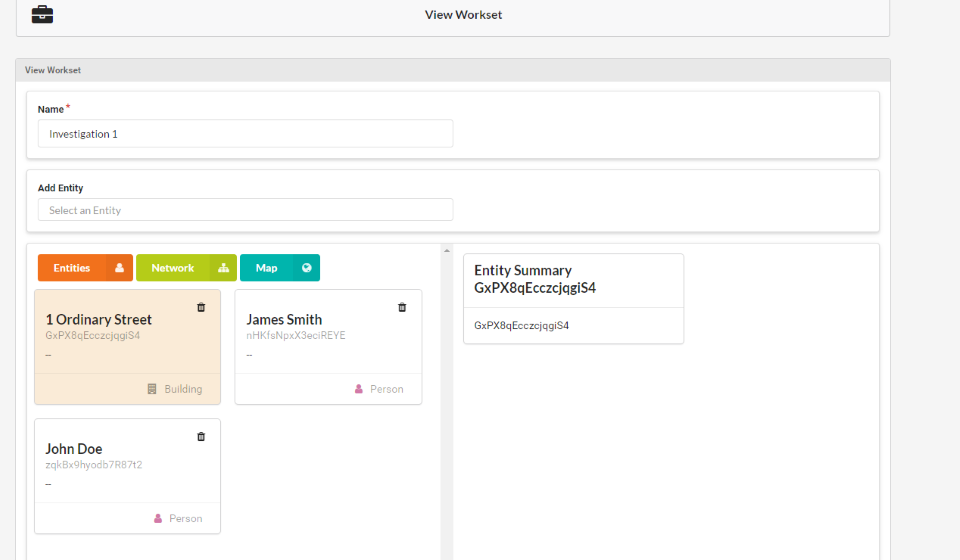 View Workset
View Workset
Name *
Investigation 1
Add Entity
Select an Entity
Entities
Network
Map
1 Ordinary Street
GxPX8qEcczcjqgiS4
--
Building
James Smith
nHKfsNpxX3eciREYE
--
Person
John Doe
zqkBx9hyodb7R87t2
--
Person
Entity Summary
GxPX8qEcczcjqgiS4
GxPX8qEcczcjqgiS4